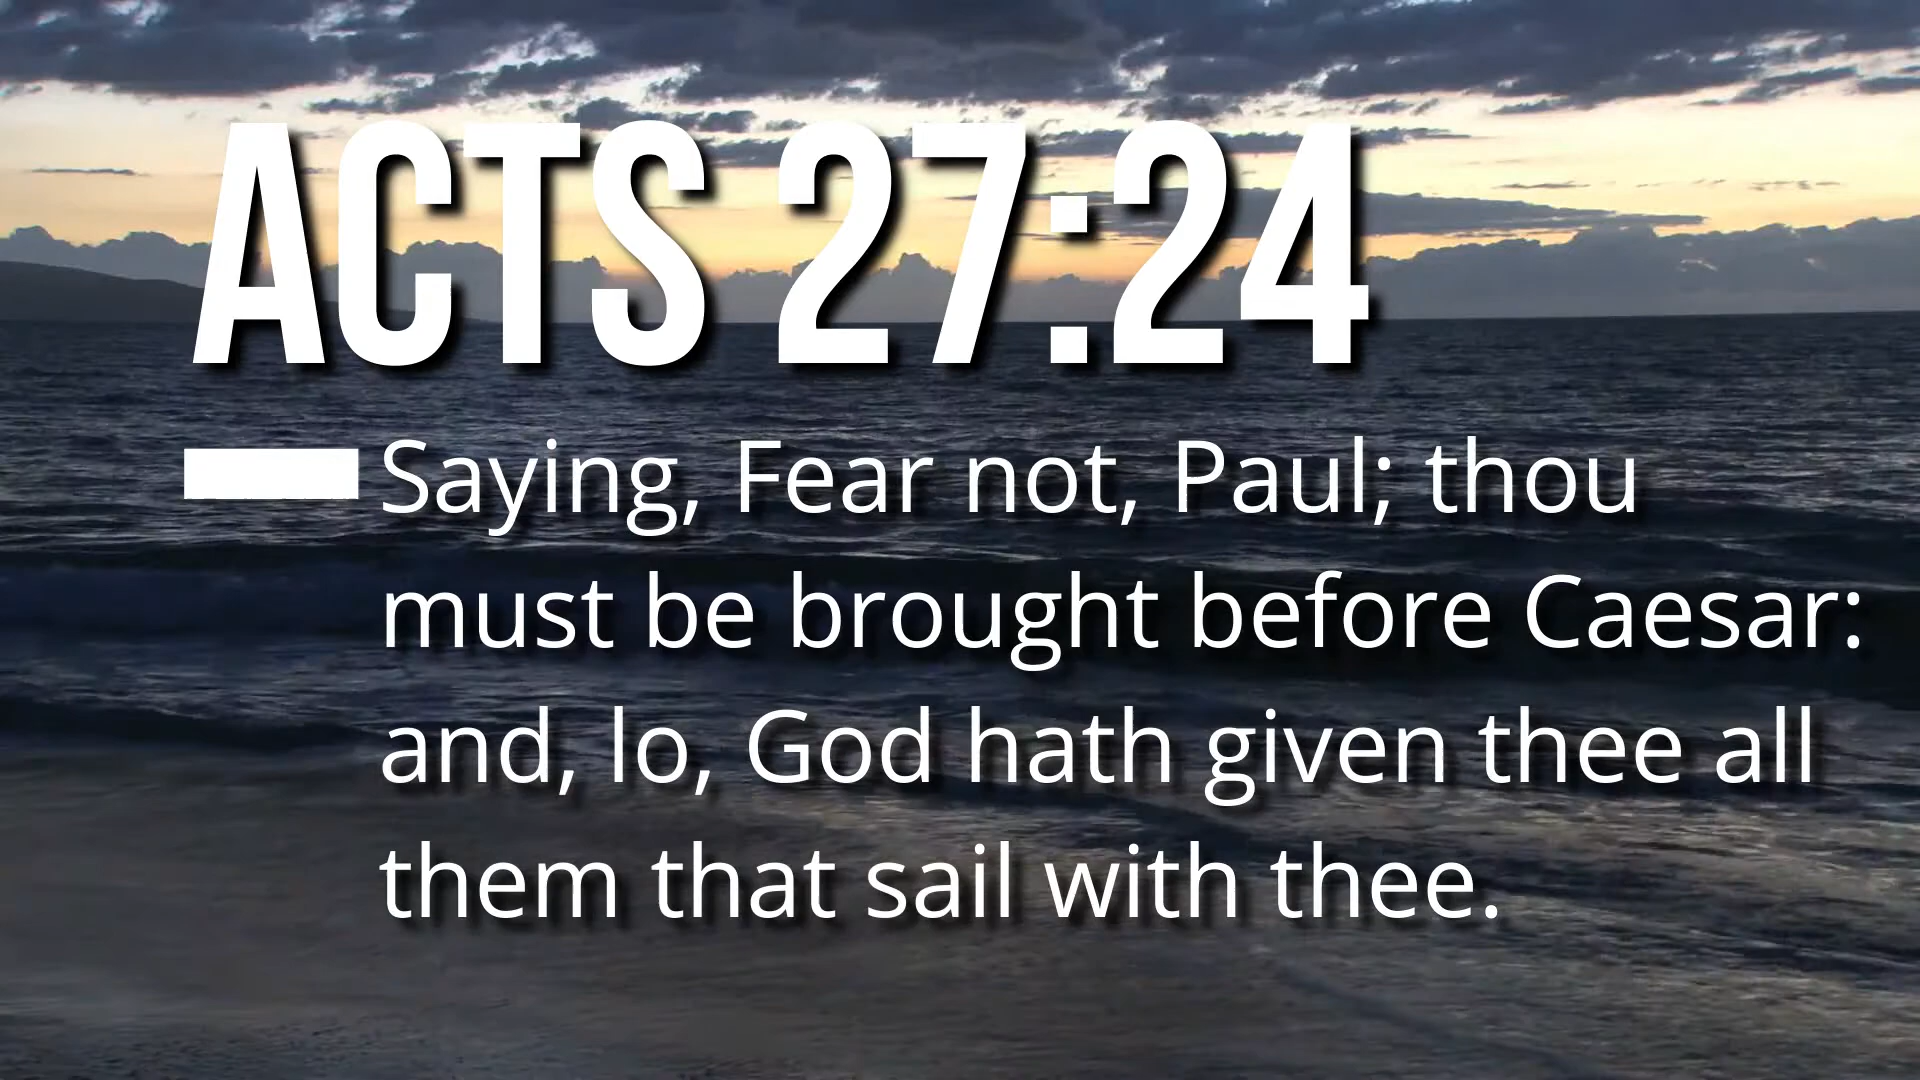 ACTS 27:24
Saying, Fear not, Paul; thou
must be brought before Caesar:
and, lo, God hath given thee all
them that sail with thee.